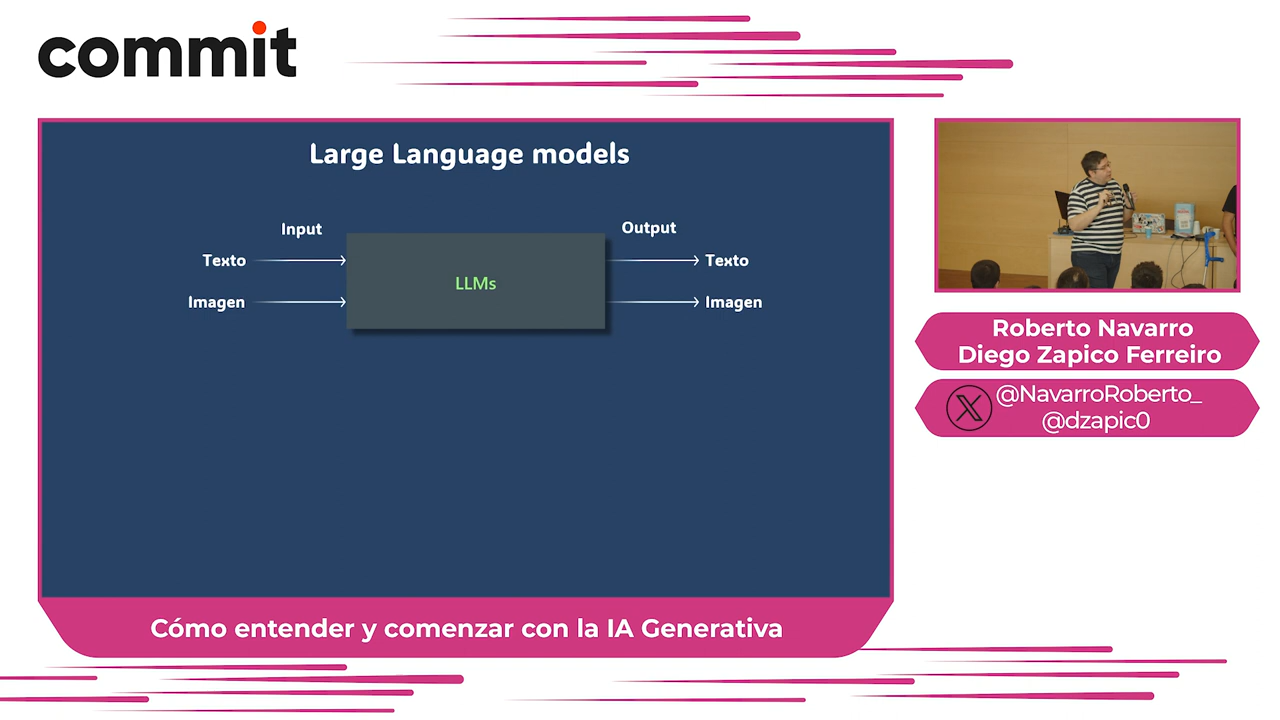 commit
Large Language models
Input
Output
Texto
LLMs
Texto
Imagen
Imagen
Roberto Navarro
Diego Zapico Ferreiro
@NavarroRoberto_
@dzapic0
Cómo entender y comenzar con la IA Generativa